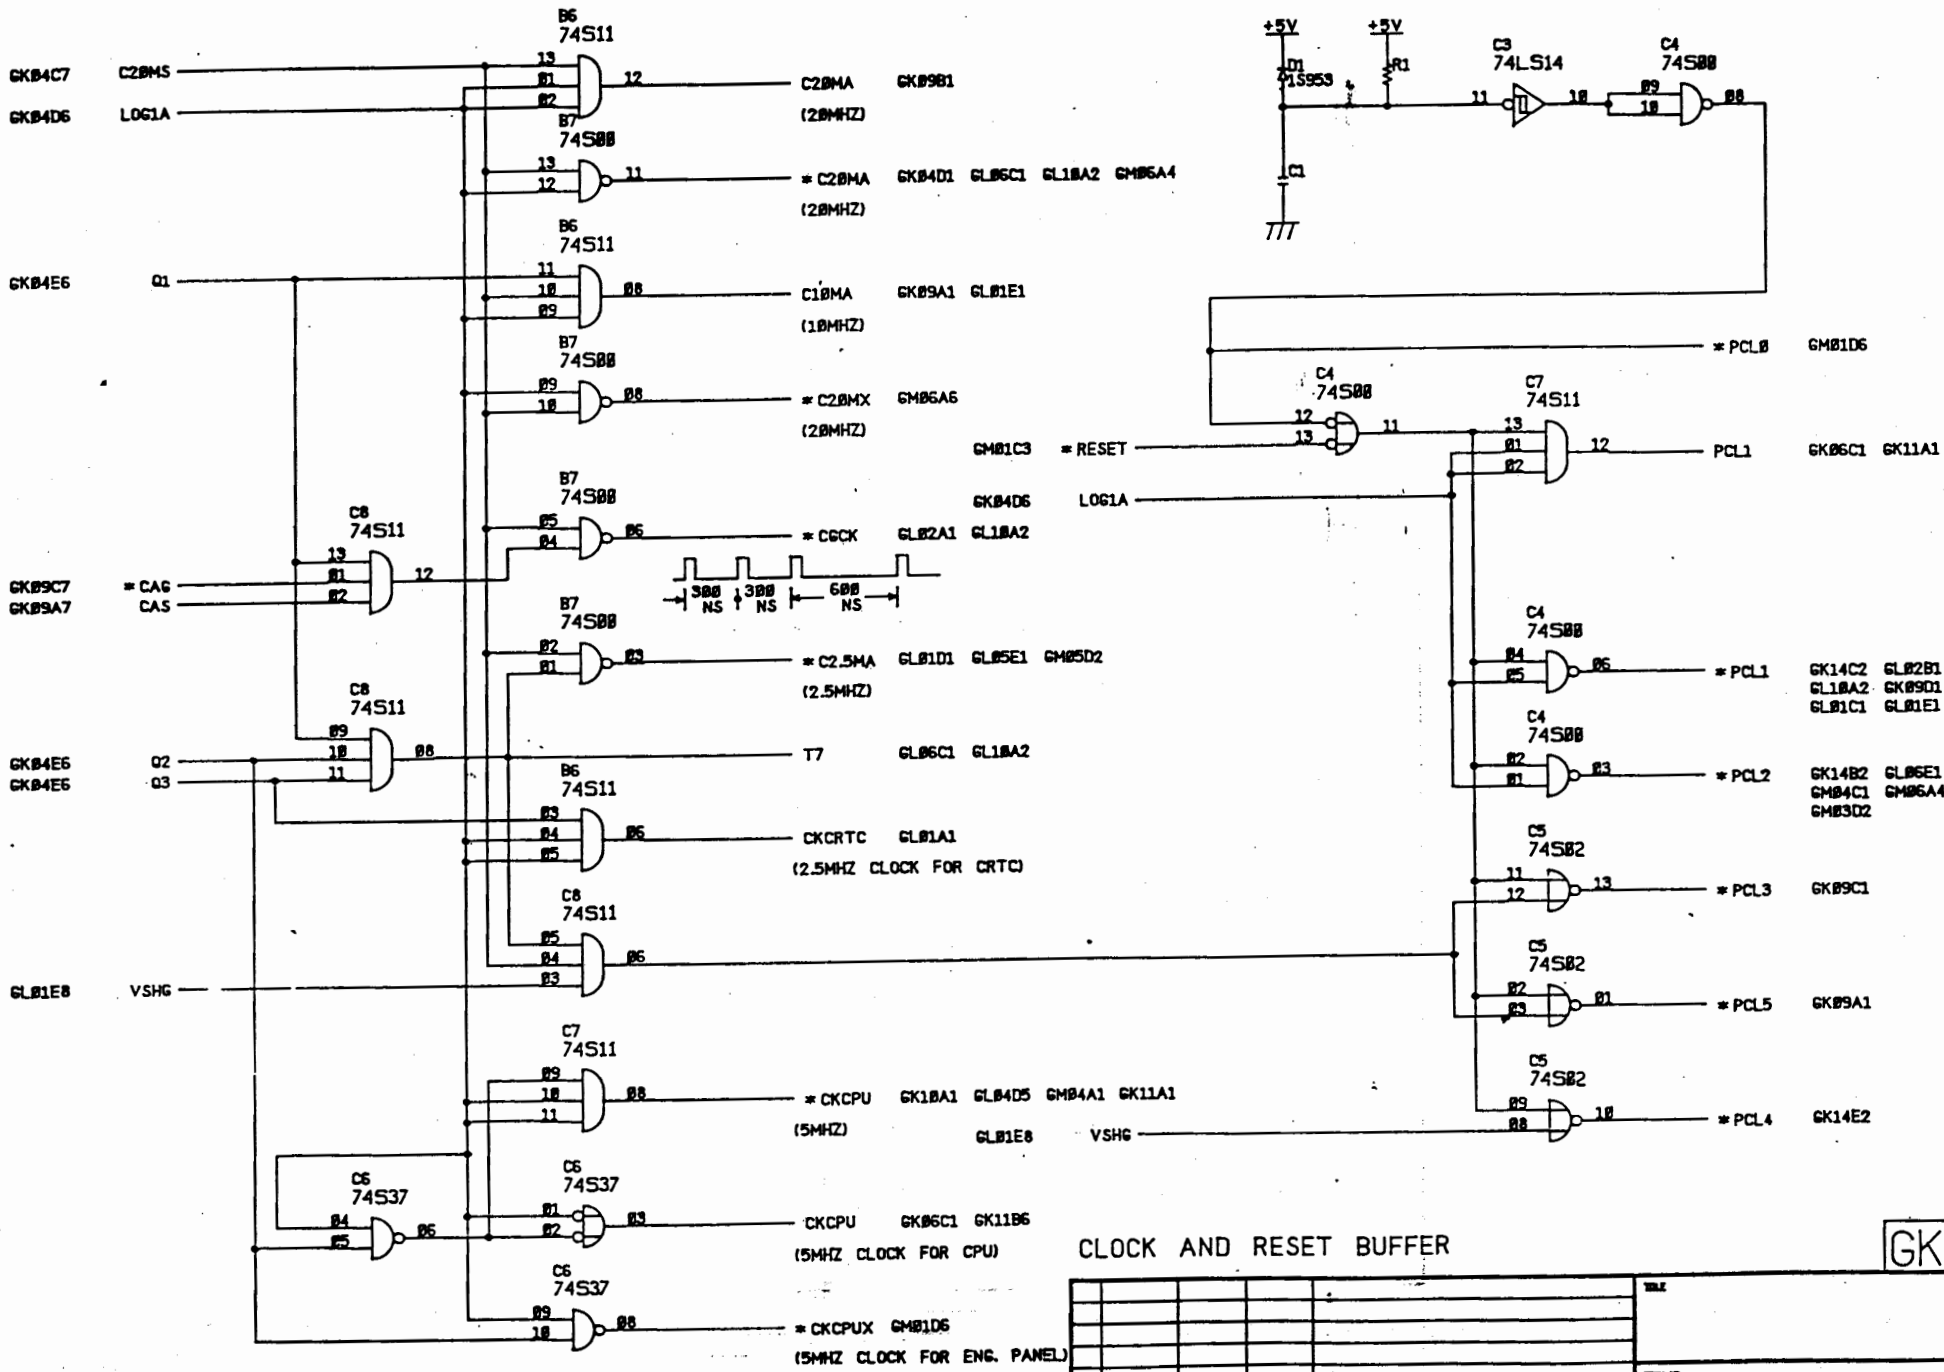 B6
74S11
GK04C7 C20MS 13 12 C20MA GK09B1
01
GK04D6 LOG1A 02 (20MHZ)
B7
74S00
13 11 *C20MA GK04D1 GL06C1 GL10A2 GM06A4
12
(20MHZ)
B6
74S11
GK04E6 Q1 11
10 08 C10MA GK09A1 GL01E1
09
(10MHZ)
B7
74S00
09 08 *C20MX GM06A6
10
(20MHZ)
B7
74S00
05 06 *CGCK GL02A1 GL10A2
04
300 NS 300 NS 600 NS
C8
74S11
13
GK09C7 *CAG 01 12
GK09A7 CAS 02
B7
74S00
02 03 *C2.5MA GL01D1 GL05E1 GM05D2
01
(2.5MHZ)
C8
74S11
09
GK04E6 Q2 10 08 T7 GL06C1 GL10A2
GK04E6 Q3 11
B6
74S11
03
04 06 CKCRTC GL01A1
05
(2.5MHZ CLOCK FOR CRTC)
C8
74S11
05
04 06
GL01E8 VSHG 03
C7
74S11
09
10 08 *CKCPU GK10A1 GL04D5 GM04A1 GK11A1
11
(5MHZ)
C6
74S37
04 06
05
C6
74S37
01 03 CKCPU GK06C1 GK11B6
02
(5MHZ CLOCK FOR CPU)
C6
74S37
09 08 *CKCPUX GM01D6
10
(5MHZ CLOCK FOR ENG. PANEL)
+5V +5V
D1
1S953
R1
C1
C3
74LS14
11 10
C4
74S00
09 08
10
*PCL0 GM01D6
C4
74S00
12 11
GM01C3 *RESET 13
GK04D6 LOG1A
C7
74S11
13
01 12 PCL1 GK06C1 GK11A1
02
C4
74S00
04 06 *PCL1 GK14C2 GL02B1
05 GL10A2 GK09D1
GL01C1 GL01E1
C4
74S00
02 03 *PCL2 GK14B2 GL06E1
01 GM04C1 GM06A4
GM03D2
C5
74S02
11 13 *PCL3 GK09C1
12
C5
74S02
02 01 *PCL5 GK09A1
03
C5
74S02
09 10 *PCL4 GK14E2
GL01E8 VSHG 08
CLOCK AND RESET BUFFER
GK
TITLE